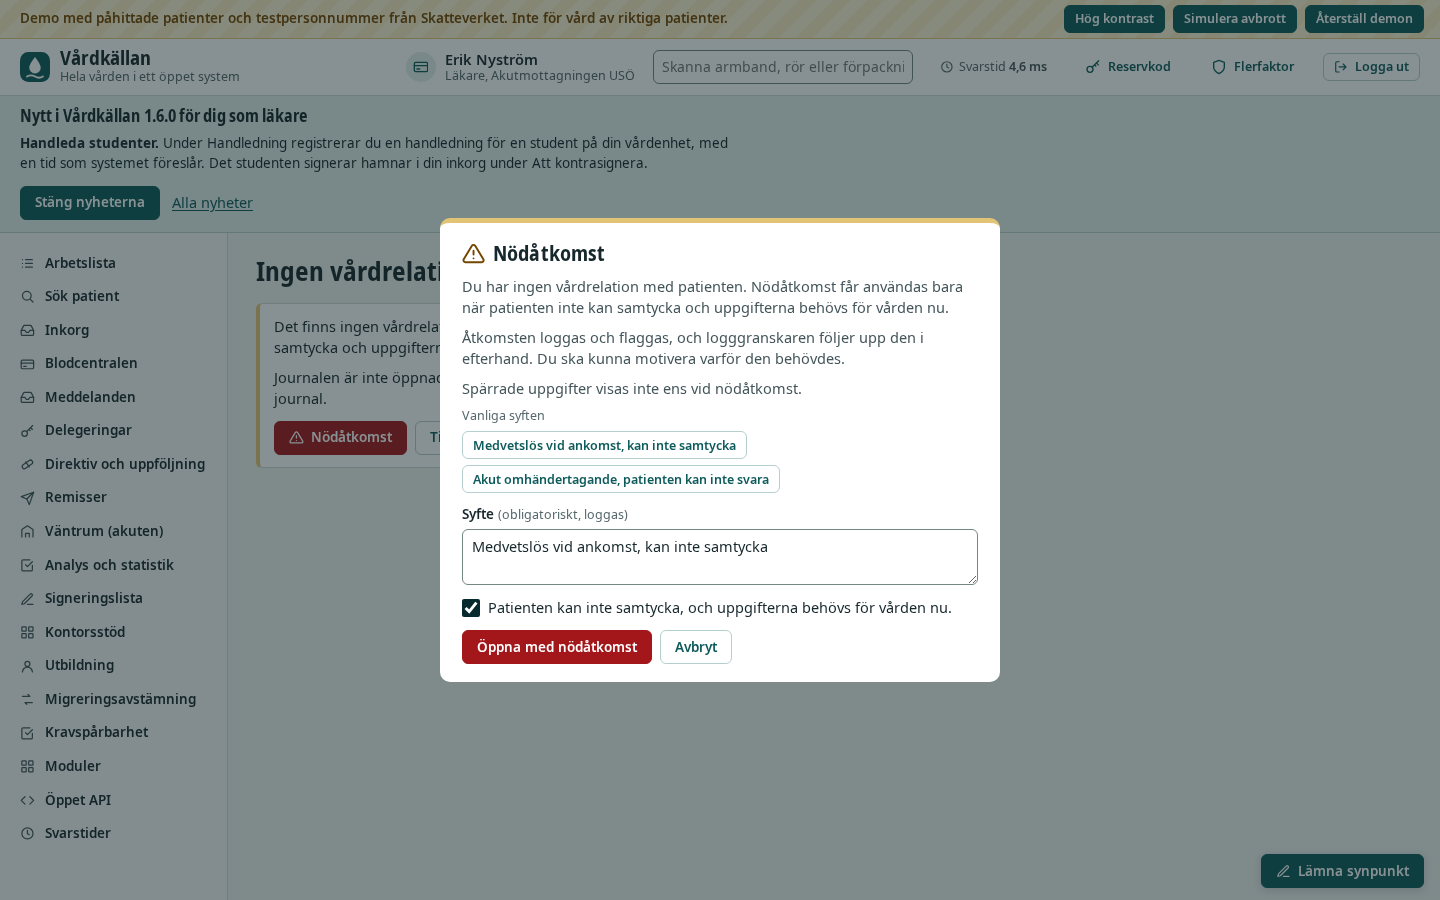 Demo med påhittade patienter och testpersonnummer från Skatteverket. Inte för vård av riktiga patienter.
Hög kontrast
Simulera avbrott
Återställ demon
Vårdkällan
Hela vården i ett öppet system
Erik Nyström
Läkare, Akutmottagningen USÖ
Skanna armband, rör eller förpackni
Svarstid 4,6 ms
Reservkod
Flerfaktor
Logga ut
Nytt i Vårdkällan 1.6.0 för dig som läkare
Handleda studenter. Under Handledning registrerar du en handledning för en student på din vårdenhet, med
en tid som systemet föreslår. Det studenten signerar hamnar i din inkorg under Att kontrasignera.
Stäng nyheterna
Alla nyheter
Arbetslista
Sök patient
Inkorg
Blodcentralen
Meddelanden
Delegeringar
Direktiv och uppföljning
Remisser
Väntrum (akuten)
Analys och statistik
Signeringslista
Kontorsstöd
Utbildning
Migreringsavstämning
Kravspårbarhet
Moduler
Öppet API
Svarstider
Ingen
Det finns ingen
samtycka och
Journalen är inte
journal.
Nödåtkomst
Nödåtkomst
Du har ingen vårdrelation med patienten. Nödåtkomst får användas bara
när patienten inte kan samtycka och uppgifterna behövs för vården nu.
Åtkomsten loggas och flaggas, och logggranskaren följer upp den i
efterhand. Du ska kunna motivera varför den behövdes.
Spärrade uppgifter visas inte ens vid nödåtkomst.
Vanliga syften
Medvetslös vid ankomst, kan inte samtycka
Akut omhändertagande, patienten kan inte svara
Syfte (obligatoriskt, loggas)
Medvetslös vid ankomst, kan inte samtycka
Patienten kan inte samtycka, och uppgifterna behövs för vården nu.
Öppna med nödåtkomst
Avbryt
Lämna synpunkt